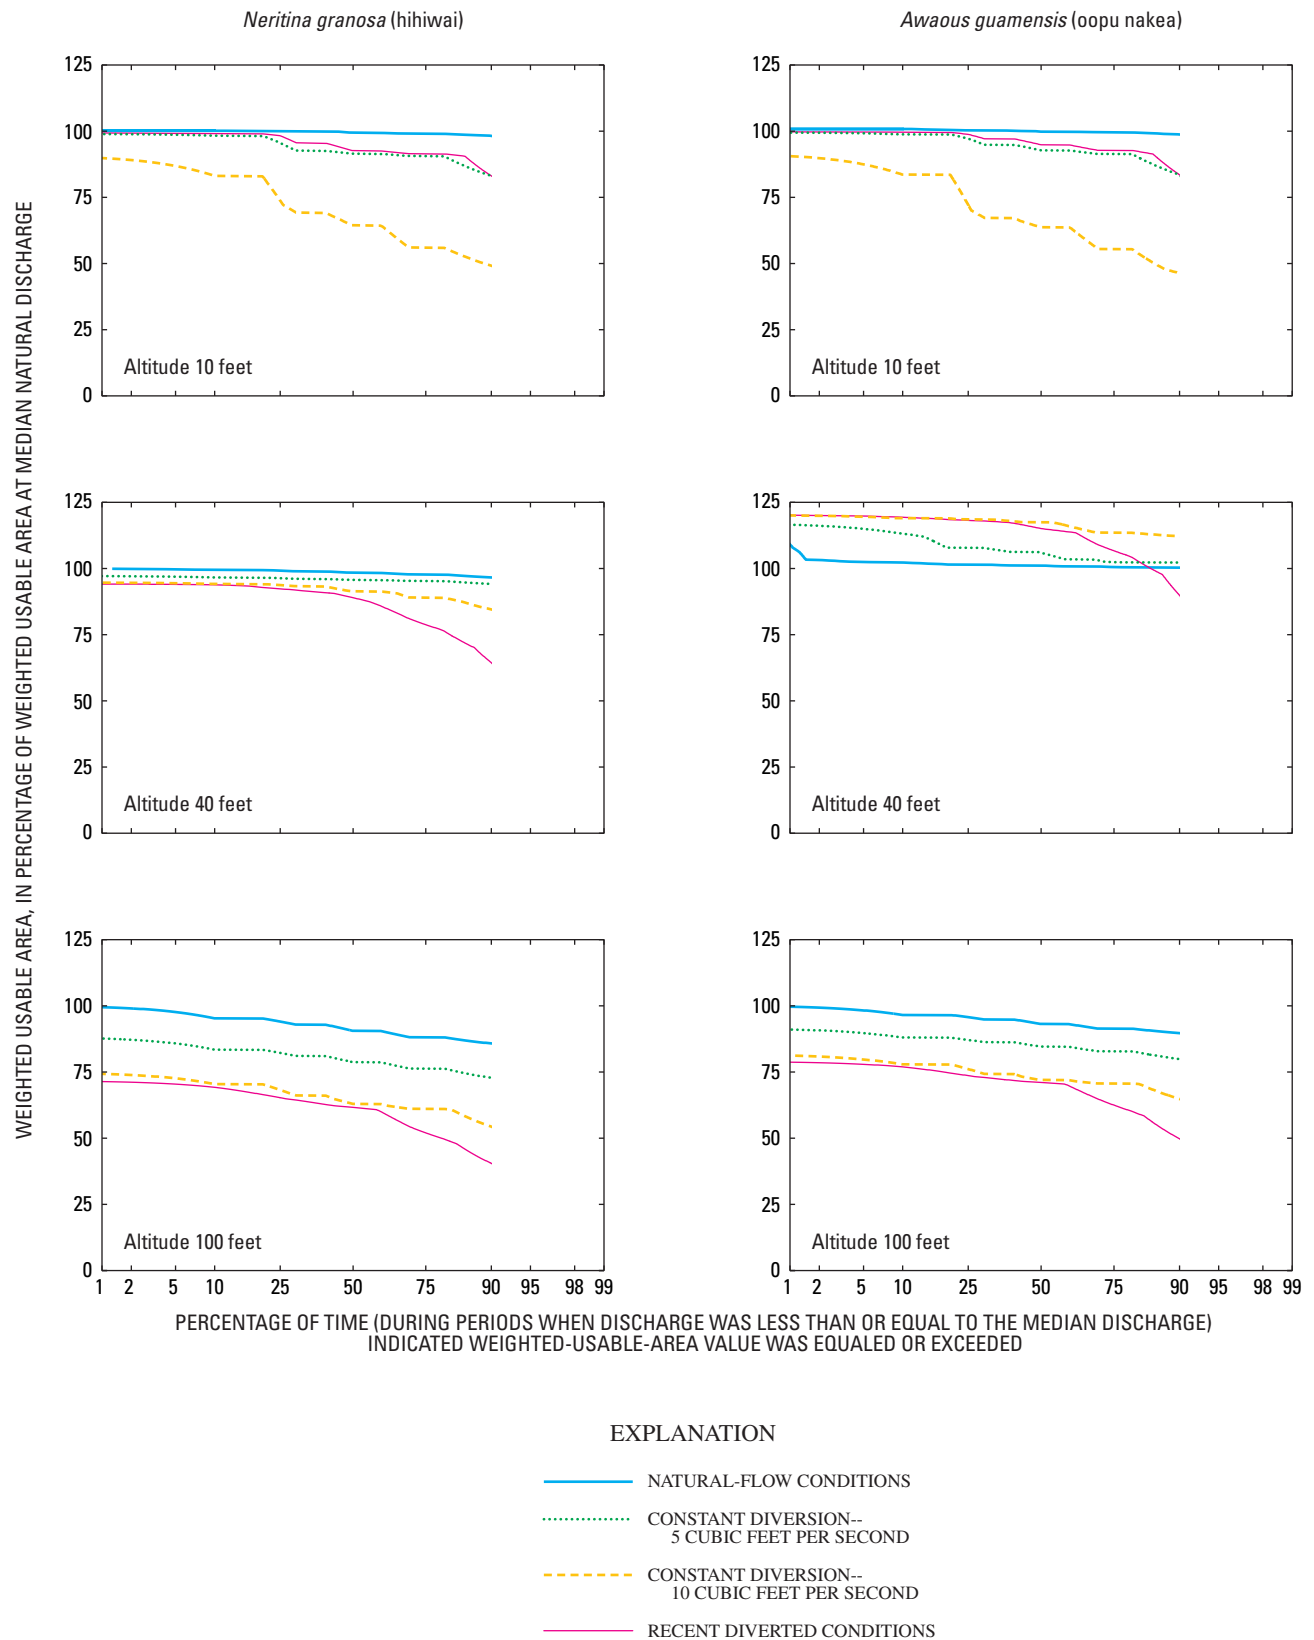 Neritina granosa (hihiwai)
Awaous guamensis (oopu nakea)
WEIGHTED USABLE AREA, IN PERCENTAGE OF WEIGHTED USABLE AREA AT MEDIAN NATURAL DISCHARGE
125
100
75
50
25
0
Altitude 10 feet
125
100
75
50
25
0
Altitude 10 feet
125
100
75
50
25
0
Altitude 40 feet
125
100
75
50
25
0
Altitude 40 feet
125
100
75
50
25
0
Altitude 100 feet
1 2 5 10 25 50 75 90 95 98 99
125
100
75
50
25
0
Altitude 100 feet
1 2 5 10 25 50 75 90 95 98 99
PERCENTAGE OF TIME (DURING PERIODS WHEN DISCHARGE WAS LESS THAN OR EQUAL TO THE MEDIAN DISCHARGE)
INDICATED WEIGHTED-USABLE-AREA VALUE WAS EQUALED OR EXCEEDED
EXPLANATION
NATURAL-FLOW CONDITIONS
CONSTANT DIVERSION--
5 CUBIC FEET PER SECOND
CONSTANT DIVERSION--
10 CUBIC FEET PER SECOND
RECENT DIVERTED CONDITIONS